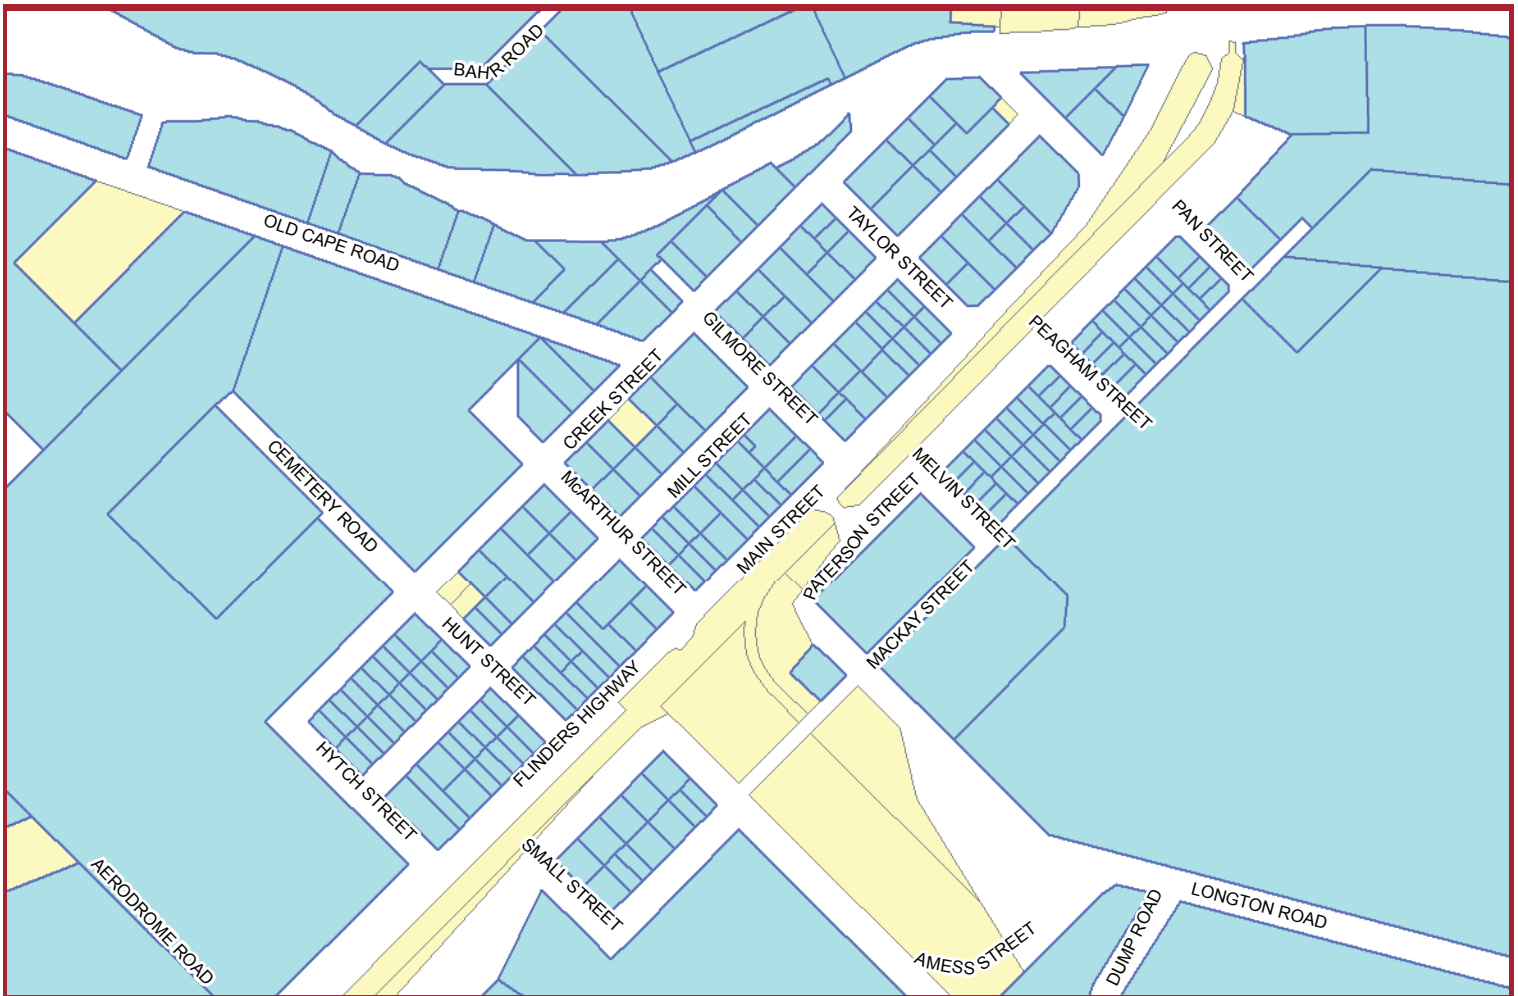 BAHR ROAD
OLD CAPE ROAD
TAYLOR STREET
PAN STREET
GILMORE STREET
PEAGHAM STREET
CREEK STREET
MILL STREET
CEMETERY ROAD
McARTHUR STREET
MAIN STREET
MELVIN STREET
PATERSON STREET
MACKAY STREET
HUNT STREET
FLINDERS HIGHWAY
HYTCH STREET
SMALL STREET
AERODROME ROAD
LONGTON ROAD
DUMP ROAD
AMESS STREET